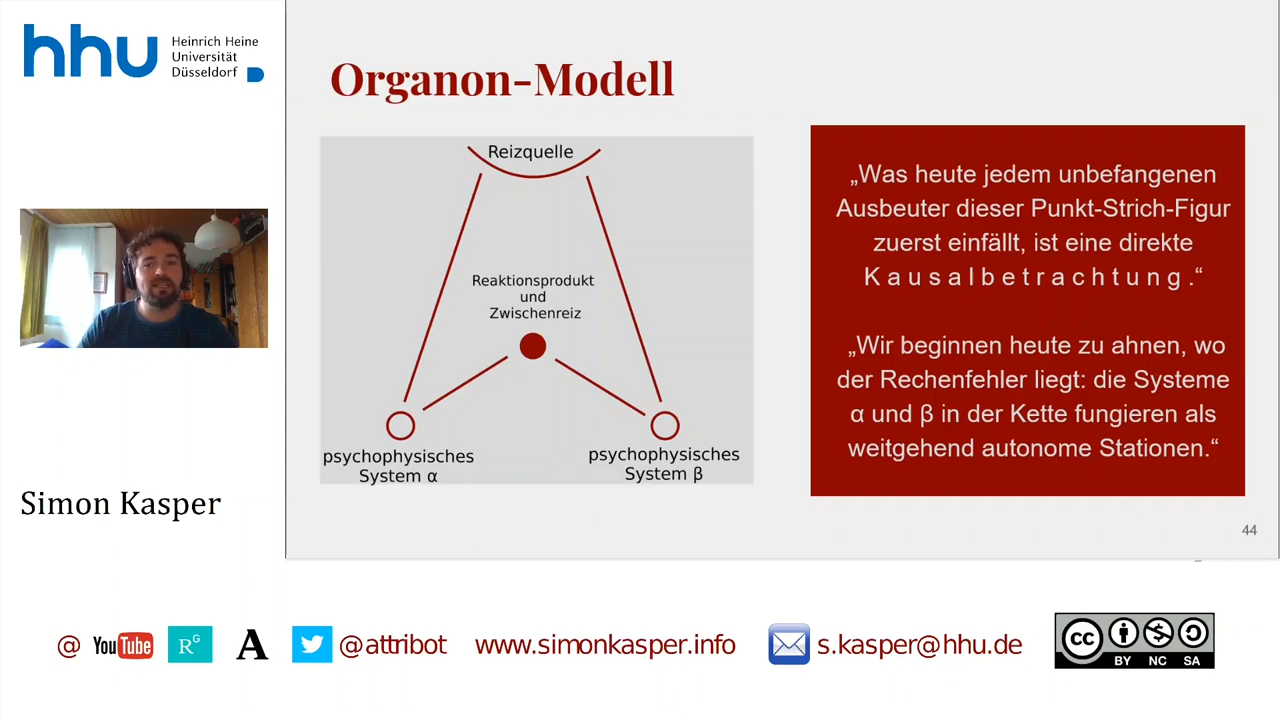 hhu
Heinrich Heine
Universität
Düsseldorf
Organon-Modell
Reizquelle
Reaktionsprodukt
und
Zwischenreiz
psychophysisches
System α
psychophysisches
System β
„Was heute jedem unbefangenen
Ausbeuter dieser Punkt-Strich-Figur
zuerst einfällt, ist eine direkte
K a u s a l b e t r a c h t u n g .“
„Wir beginnen heute zu ahnen, wo
der Rechenfehler liegt: die Systeme
α und β in der Kette fungieren als
weitgehend autonome Stationen.“
44
Simon Kasper
@ YouTube RG A @attribot www.simonkasper.info s.kasper@hhu.de
cc BY NC SA